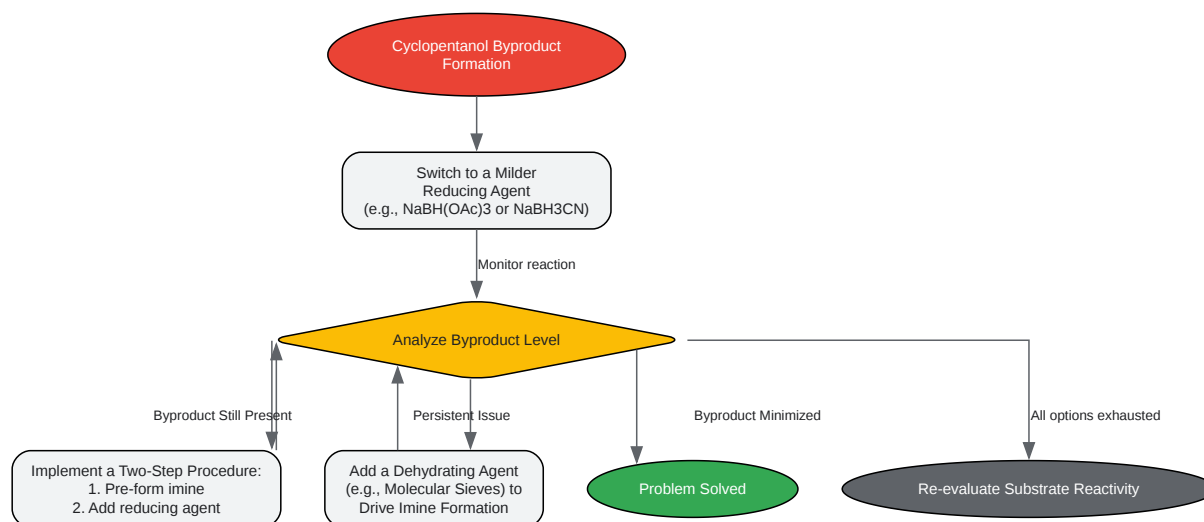 Cyclopentanol Byproduct
Formation
Switch to a Milder
Reducing Agent
(e.g., NaBH(OAc)3 or NaBH3CN)
Monitor reaction
Analyze Byproduct Level
Byproduct Still Present
Persistent Issue
Byproduct Minimized
All options exhausted
Implement a Two-Step Procedure:
1. Pre-form imine
2. Add reducing agent
Add a Dehydrating Agent
(e.g., Molecular Sieves) to
Drive Imine Formation
Problem Solved
Re-evaluate Substrate Reactivity